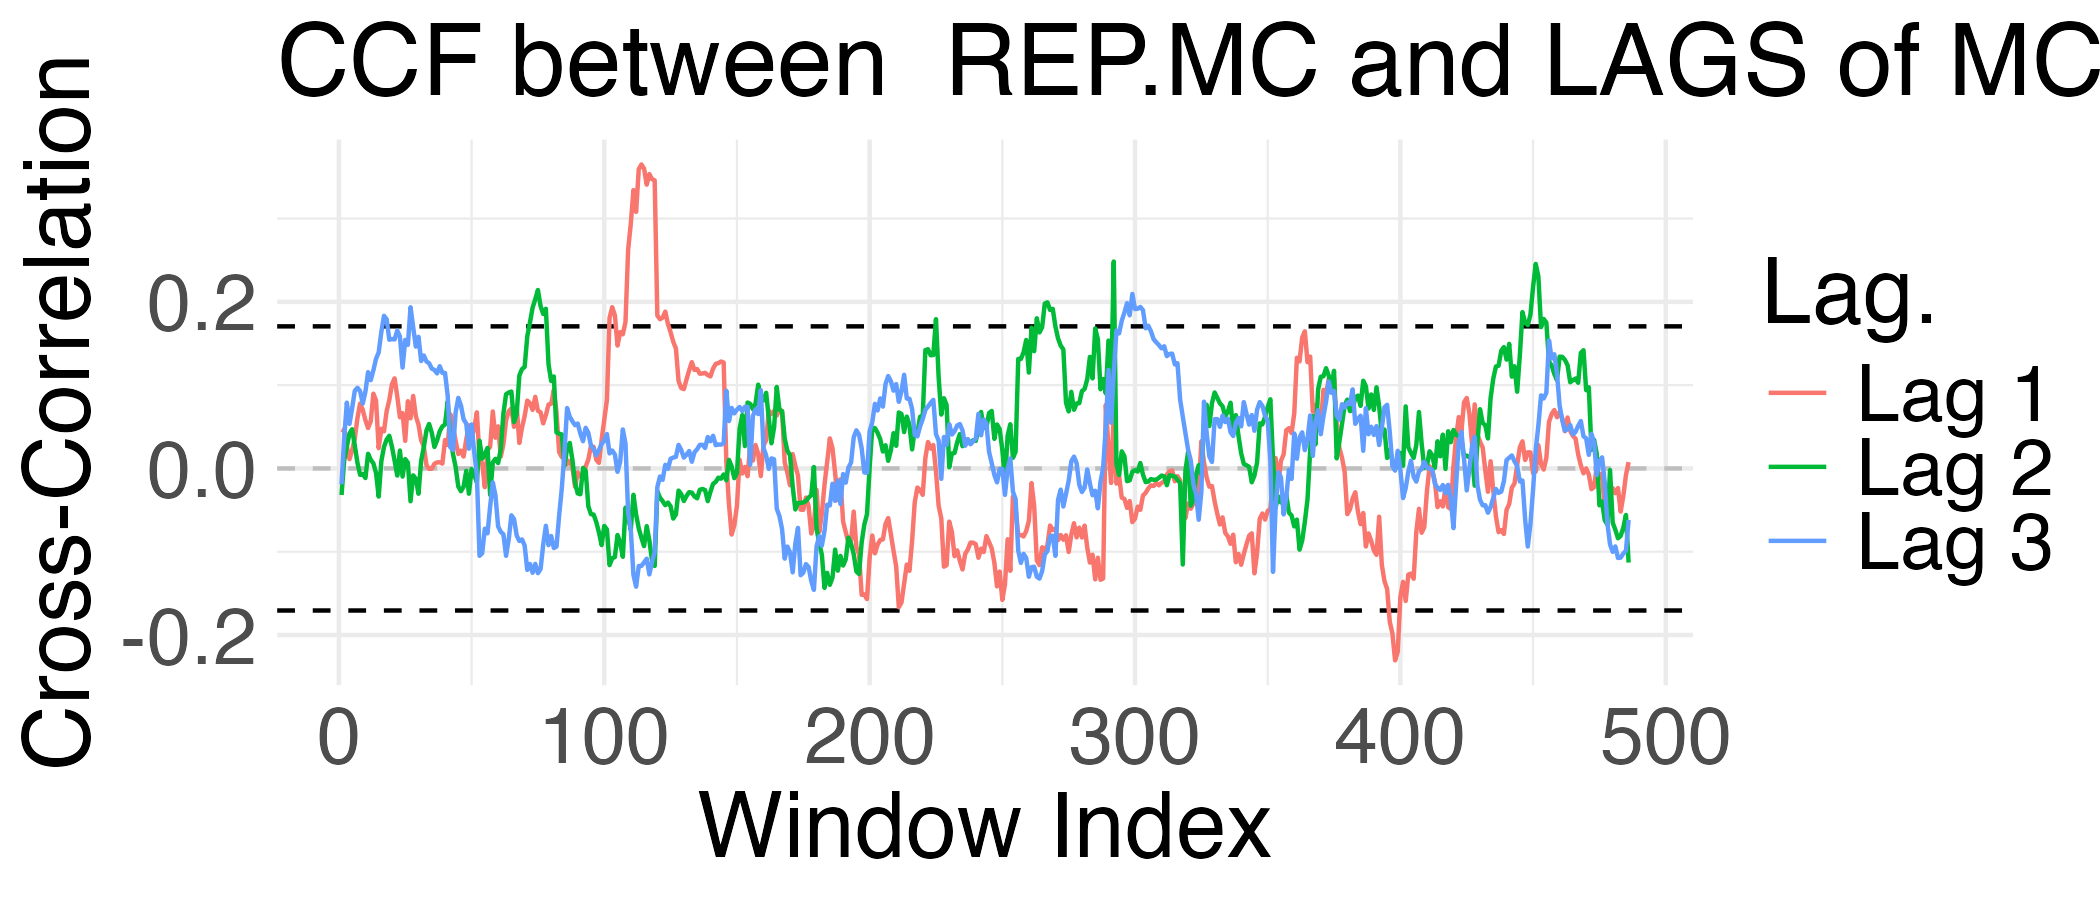 CCF between  REP.MC and LAGS of MC
Cross-Correlation
0.2
0.0
-0.2
0
100
200
300
400
500
Window Index
Lag.
Lag 1
Lag 2
Lag 3